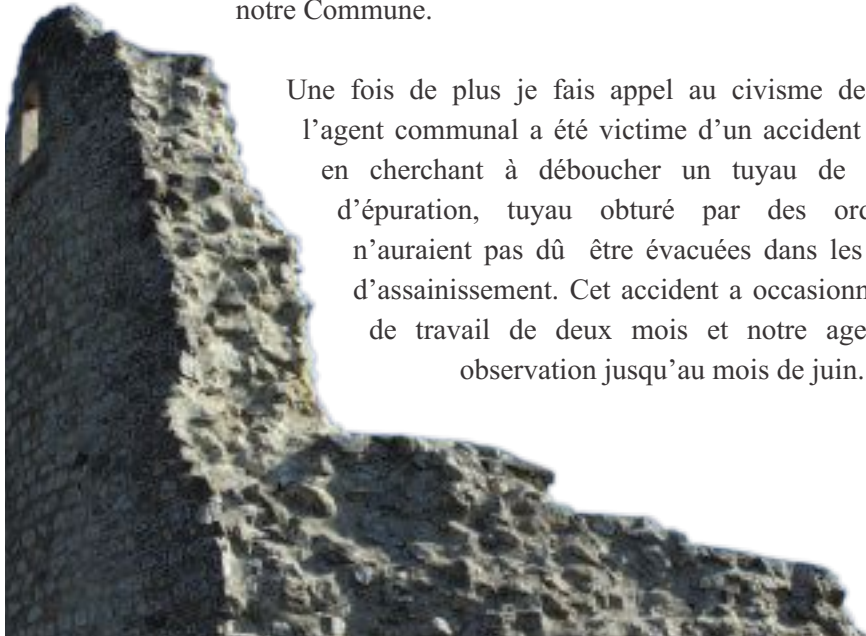 notre Commune.
Une fois de plus je fais appel au civisme de
l’agent communal a été victime d’un accident
en cherchant à déboucher un tuyau de
d’épuration, tuyau obturé par des
n’auraient pas dû être évacuées dans les
d’assainissement. Cet accident a
de travail de deux mois et notre
observation jusqu’au mois de juin.